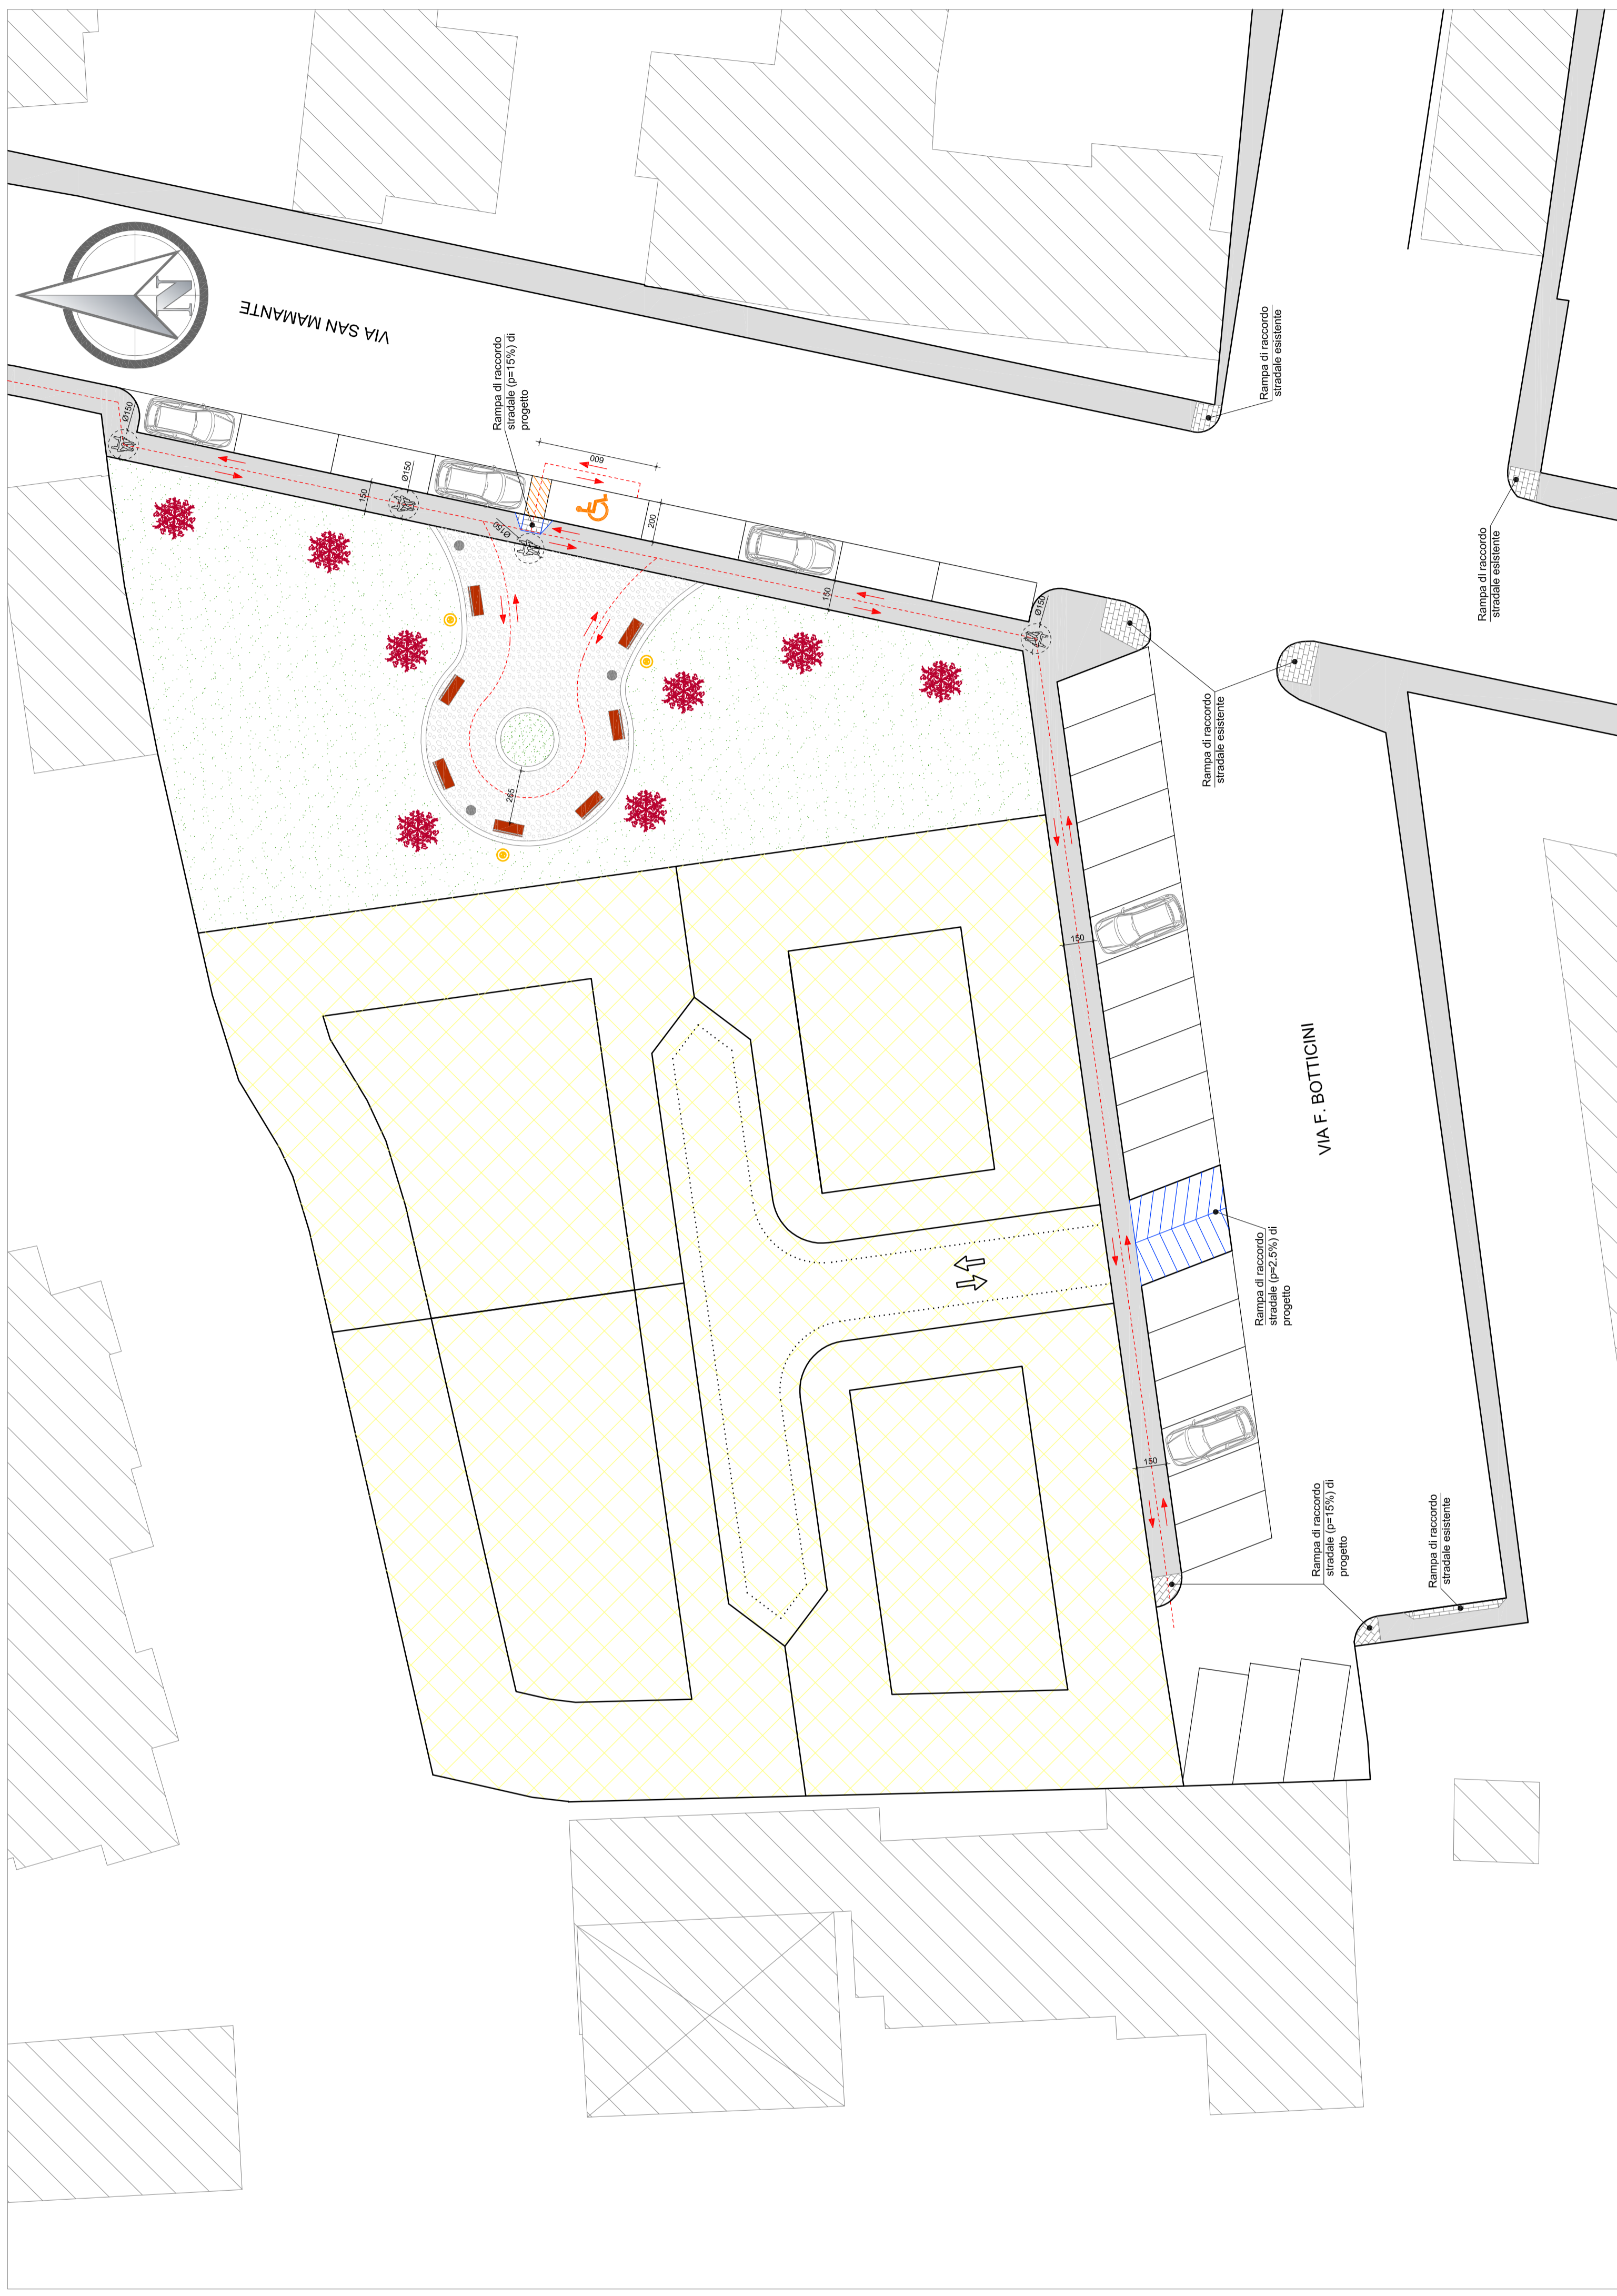 N
VIA SAN MAMANTE
Rampa di raccordo
stradale (p=15%) di
progetto
Rampa di raccordo
stradale esistente
Rampa di raccordo
stradale esistente
Rampa di raccordo
stradale esistente
Ø150
150
Ø150
Ø150
600
200
150
Ø150
265
150
VIA F. BOTTICINI
Rampa di raccordo
stradale (p=2.5%) di
progetto
150
Rampa di raccordo
stradale (p=15%) di
progetto
Rampa di raccordo
stradale esistente